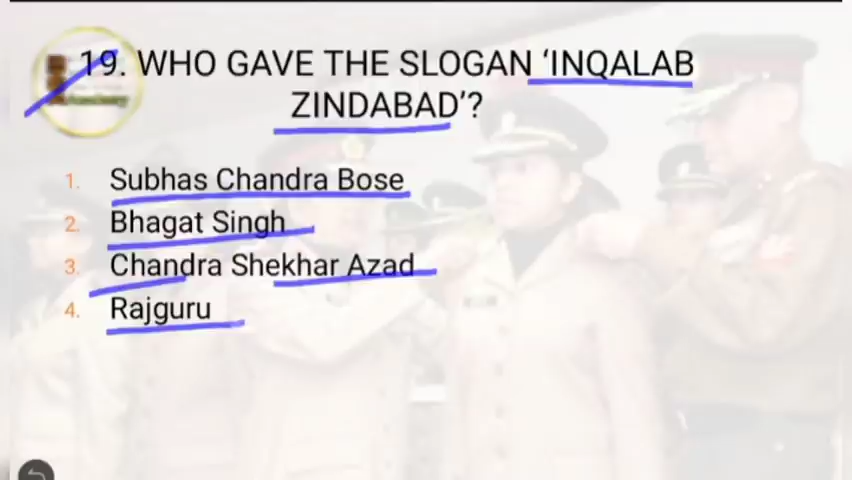 19. WHO GAVE THE SLOGAN ‘INQALAB
ZINDABAD’?
1. Subhas Chandra Bose
2. Bhagat Singh
3. Chandra Shekhar Azad
4. Rajguru